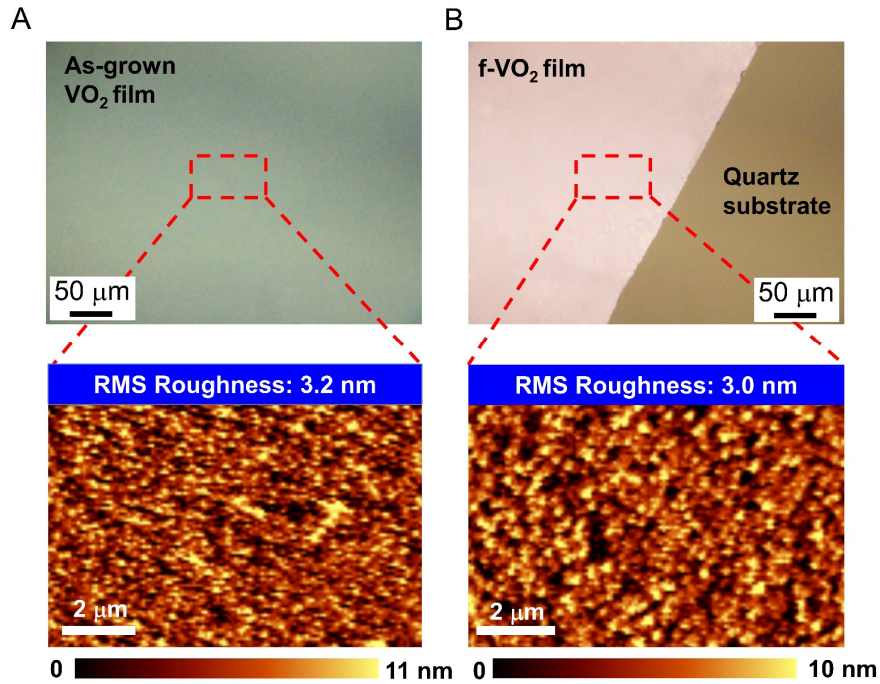 A
As-grown
VO₂ film
50 μm
RMS Roughness: 3.2 nm
2 μm
0
11 nm
B
f-VO₂ film
Quartz
substrate
50 μm
RMS Roughness: 3.0 nm
2 μm
0
10 nm